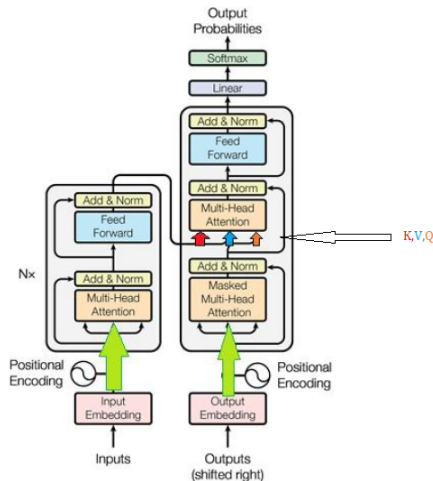 Output
Probabilities
Softmax
Linear
Add & Norm
Feed
Forward
Add & Norm
Multi-Head
Attention
K,V,Q
Add & Norm
Masked
Multi-Head
Attention
Add & Norm
Feed
Forward
Nx
Add & Norm
Multi-Head
Attention
Positional
Encoding
Positional
Encoding
Input
Embedding
Output
Embedding
Inputs
Outputs
(shifted right)